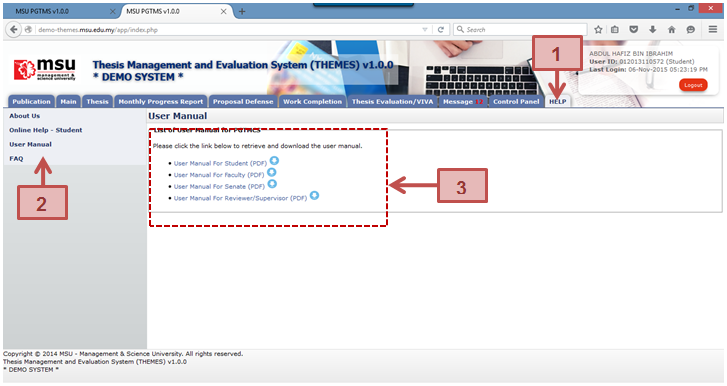 MSU PGTMS v1.0.0
MSU PGTMS v1.0.0
demo-themes.msu.edu.my/app/index.php
Search
msu
management & science university
Thesis Management and Evaluation System (THEMES) v1.0.0
* DEMO SYSTEM *
ABDUL HAFIZ BIN IBRAHIM
User ID: 012013110572 (Student)
Last Login: 06-Nov-2015 05:23:19 PM
Logout
1
Publication Main Thesis Monthly Progress Report Proposal Defense Work Completion Thesis Evaluation/VIVA Message 12 Control Panel HELP
About Us
Online Help - Student
User Manual
FAQ
2
User Manual
List of User Manual for PGTMCS
Please click the link below to retrieve and download the user manual.
• User Manual For Student (PDF)
• User Manual For Faculty (PDF)
• User Manual For Senate (PDF)
• User Manual For Reviewer/Supervisor (PDF)
3
Copyright © 2014 MSU - Management & Science University. All rights reserved.
Thesis Management and Evaluation System (THEMES) v1.0.0
* DEMO SYSTEM *